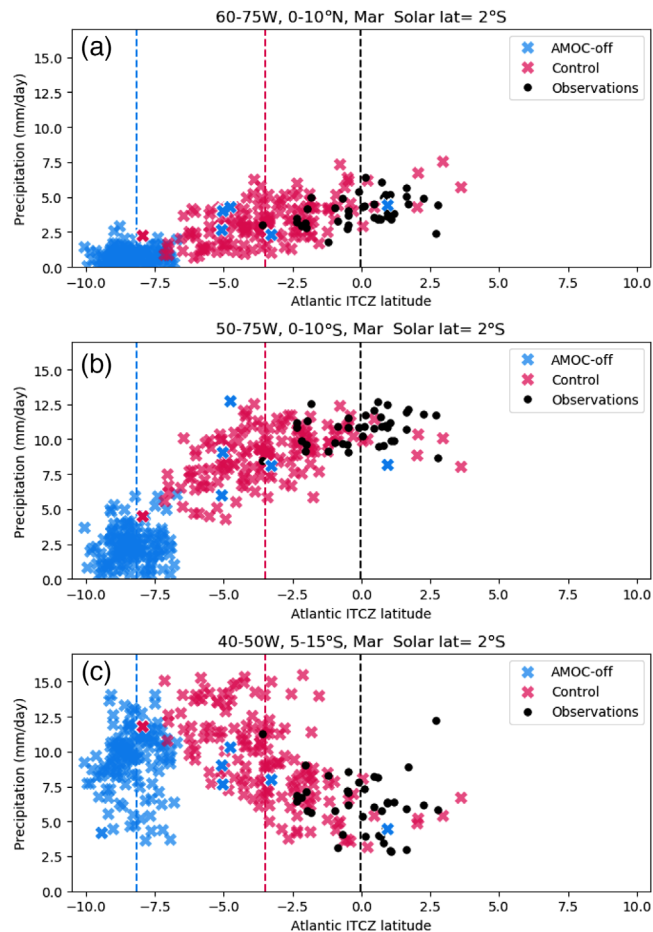 60-75W, 0-10°N, Mar  Solar lat= 2°S
(a)
AMOC-off
Control
Observations
Precipitation (mm/day)
15.0
12.5
10.0
7.5
5.0
2.5
0.0
−10.0 −7.5 −5.0 −2.5 0.0 2.5 5.0 7.5 10.0
Atlantic ITCZ latitude
50-75W, 0-10°S, Mar  Solar lat= 2°S
(b)
AMOC-off
Control
Observations
Precipitation (mm/day)
15.0
12.5
10.0
7.5
5.0
2.5
0.0
−10.0 −7.5 −5.0 −2.5 0.0 2.5 5.0 7.5 10.0
Atlantic ITCZ latitude
40-50W, 5-15°S, Mar  Solar lat= 2°S
(c)
AMOC-off
Control
Observations
Precipitation (mm/day)
15.0
12.5
10.0
7.5
5.0
2.5
0.0
−10.0 −7.5 −5.0 −2.5 0.0 2.5 5.0 7.5 10.0
Atlantic ITCZ latitude